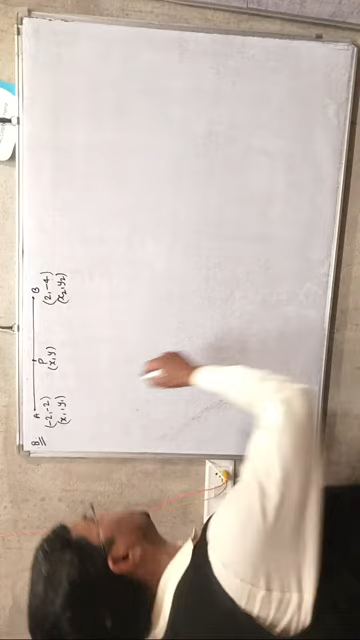 8
A P B
(-2,-2) (x,y) (2,-4)
(x₁,y₁) (x₂,y₂)